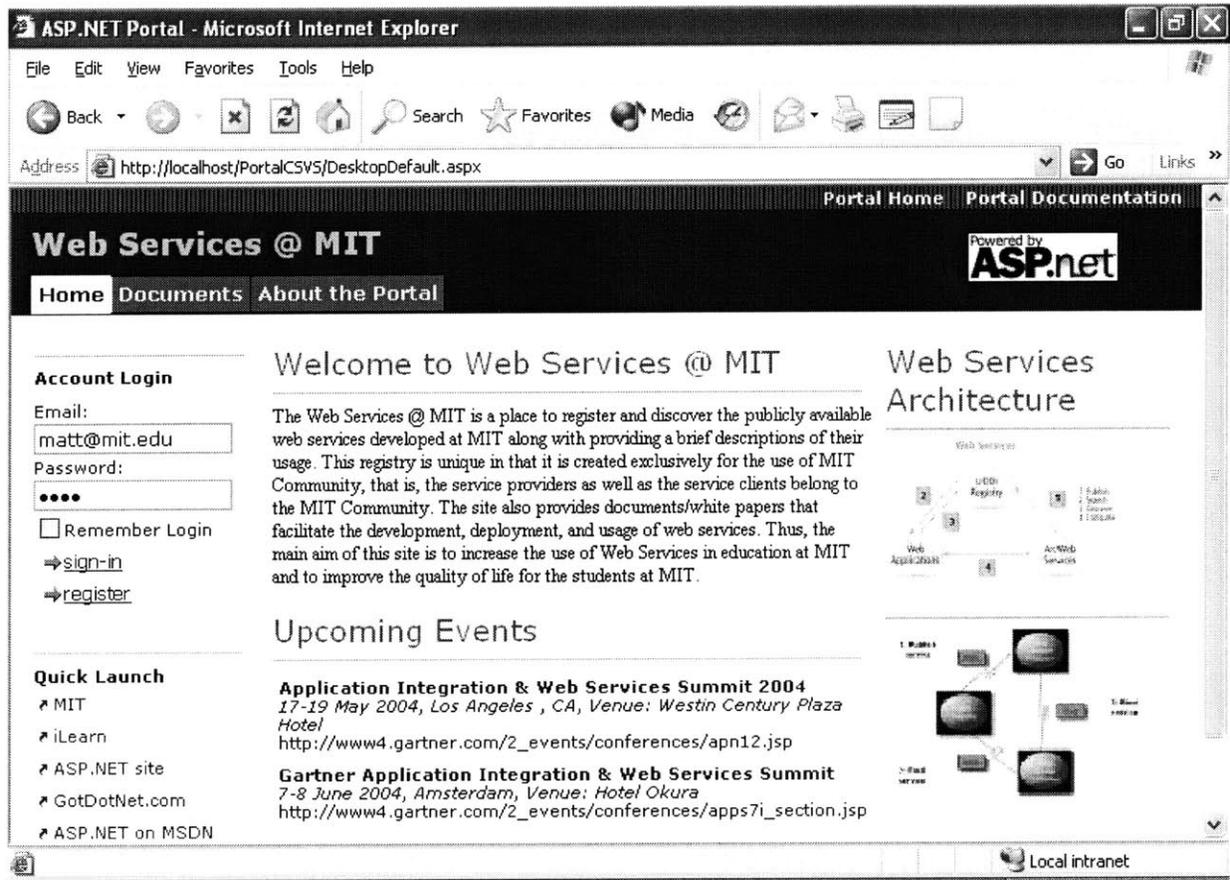 ASP.NET Portal - Microsoft Internet Explorer
File Edit View Favorites Tools Help
Back Search Favorites Media
Address http://localhost/PortalCSVS/DesktopDefault.aspx Go Links »
Portal Home Portal Documentation
Web Services @ MIT
Powered by
ASP.net
Home Documents About the Portal
Account Login
Email:
matt@mit.edu
Password:
••••
Remember Login
sign-in
register
Quick Launch
MIT
iLearn
ASP.NET site
GotDotNet.com
ASP.NET on MSDN
Welcome to Web Services @ MIT
The Web Services @ MIT is a place to register and discover the publicly available
web services developed at MIT along with providing a brief descriptions of their
usage. This registry is unique in that it is created exclusively for the use of MIT
Community, that is, the service providers as well as the service clients belong to
the MIT Community. The site also provides documents/white papers that
facilitate the development, deployment, and usage of web services. Thus, the
main aim of this site is to increase the use of Web Services in education at MIT
and to improve the quality of life for the students at MIT.
Upcoming Events
Application Integration & Web Services Summit 2004
17-19 May 2004, Los Angeles , CA, Venue: Westin Century Plaza
Hotel
http://www4.gartner.com/2_events/conferences/apn12.jsp
Gartner Application Integration & Web Services Summit
7-8 June 2004, Amsterdam, Venue: Hotel Okura
http://www4.gartner.com/2_events/conferences/apps7i_section.jsp
Web Services
Architecture
Web Services
UDDI
Registry
2
3
5
4
Web
Applications
Services
Local intranet